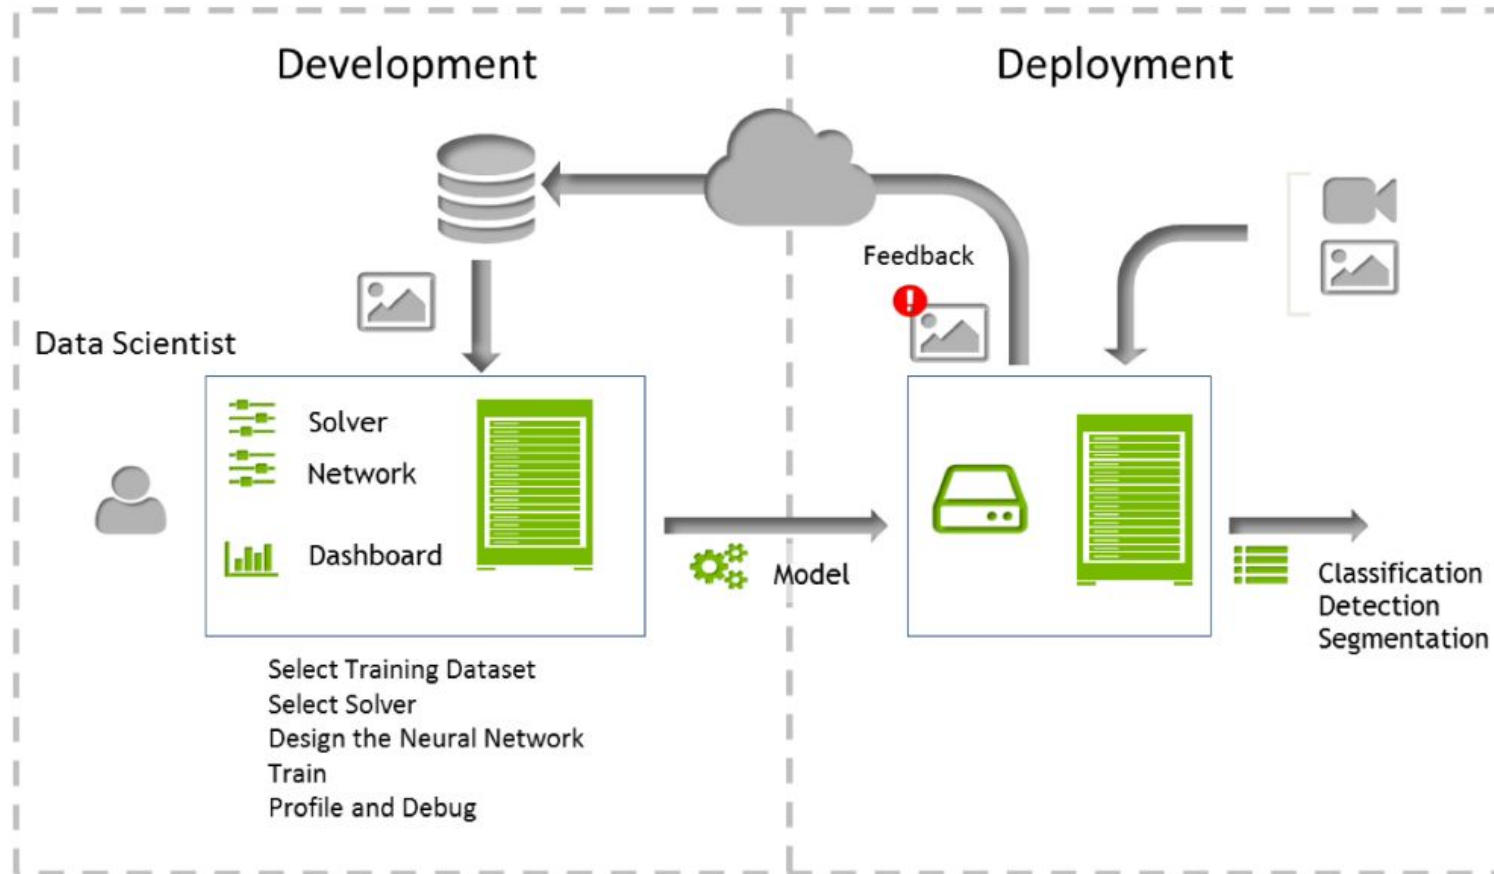 Development
Deployment
Feedback
Data Scientist
Solver
Network
Dashboard
Model
Classification
Detection
Segmentation
Select Training Dataset
Select Solver
Design the Neural Network
Train
Profile and Debug